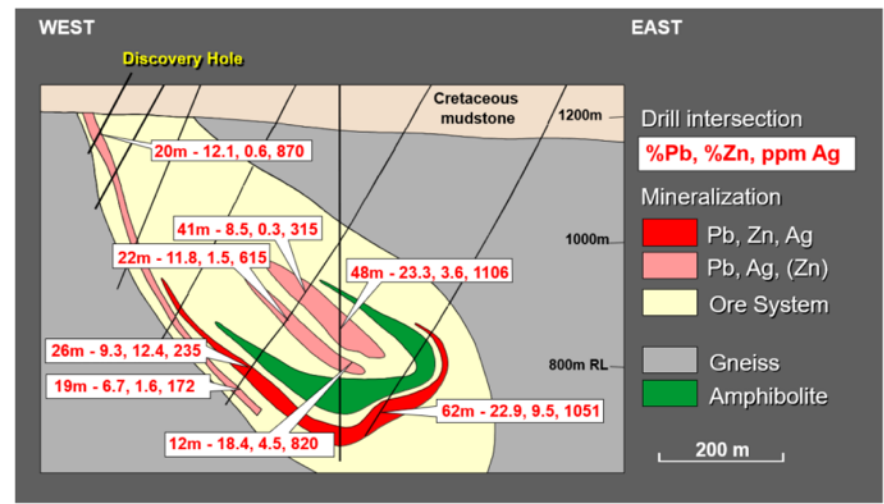 WEST
EAST
Discovery Hole
Cretaceous
mudstone
1200m
Drill intersection
%Pb, %Zn, ppm Ag
20m - 12.1, 0.6, 870
Mineralization
41m - 8.5, 0.3, 315
22m - 11.8, 1.5, 615
1000m
Pb, Zn, Ag
48m - 23.3, 3.6, 1106
Pb, Ag, (Zn)
Ore System
26m - 9.3, 12.4, 235
800m RL
Gneiss
19m - 6.7, 1.6, 172
Amphibolite
62m - 22.9, 9.5, 1051
12m - 18.4, 4.5, 820
200 m